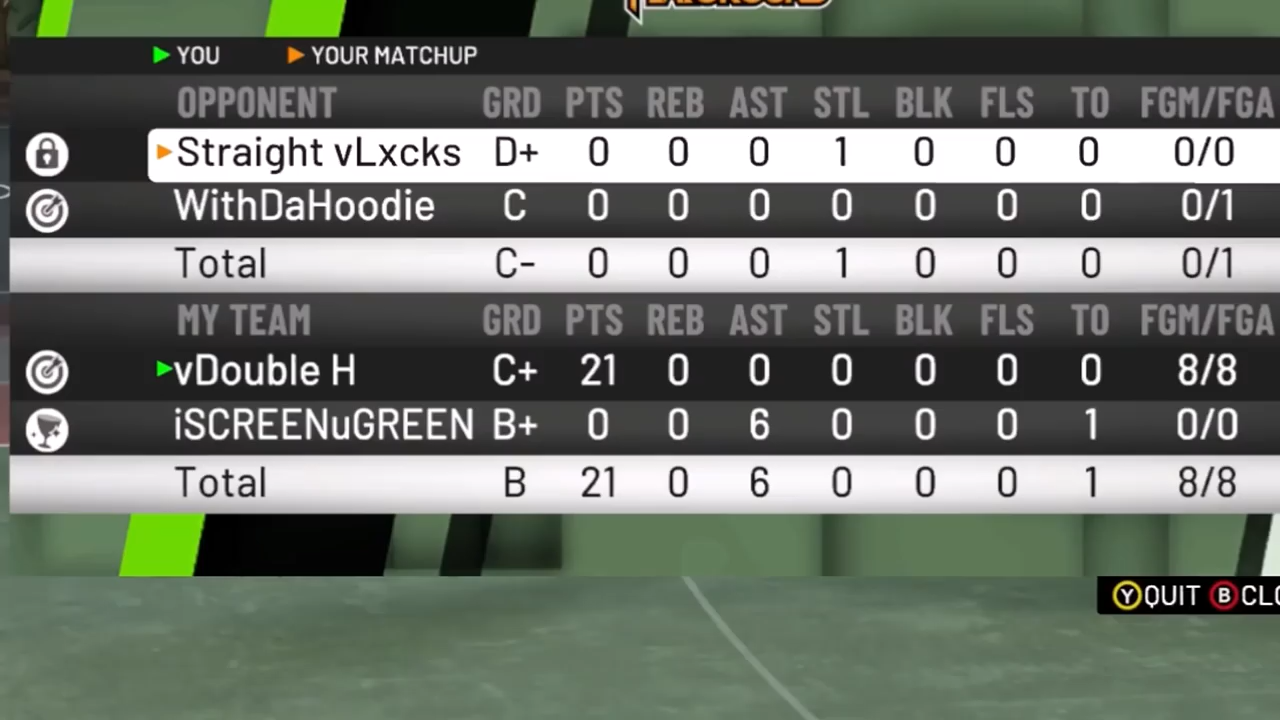 YOU YOUR MATCHUP
OPPONENT GRD PTS REB AST STL BLK FLS TO FGM/FGA
Straight vLxcks D+ 0 0 0 1 0 0 0 0/0
WithDaHoodie C 0 0 0 0 0 0 0 0/1
Total C- 0 0 0 1 0 0 0 0/1
MY TEAM GRD PTS REB AST STL BLK FLS TO FGM/FGA
vDouble H C+ 21 0 0 0 0 0 0 8/8
iSCREENuGREEN B+ 0 0 6 0 0 0 1 0/0
Total B 21 0 6 0 0 0 1 8/8
Y QUIT B CLO